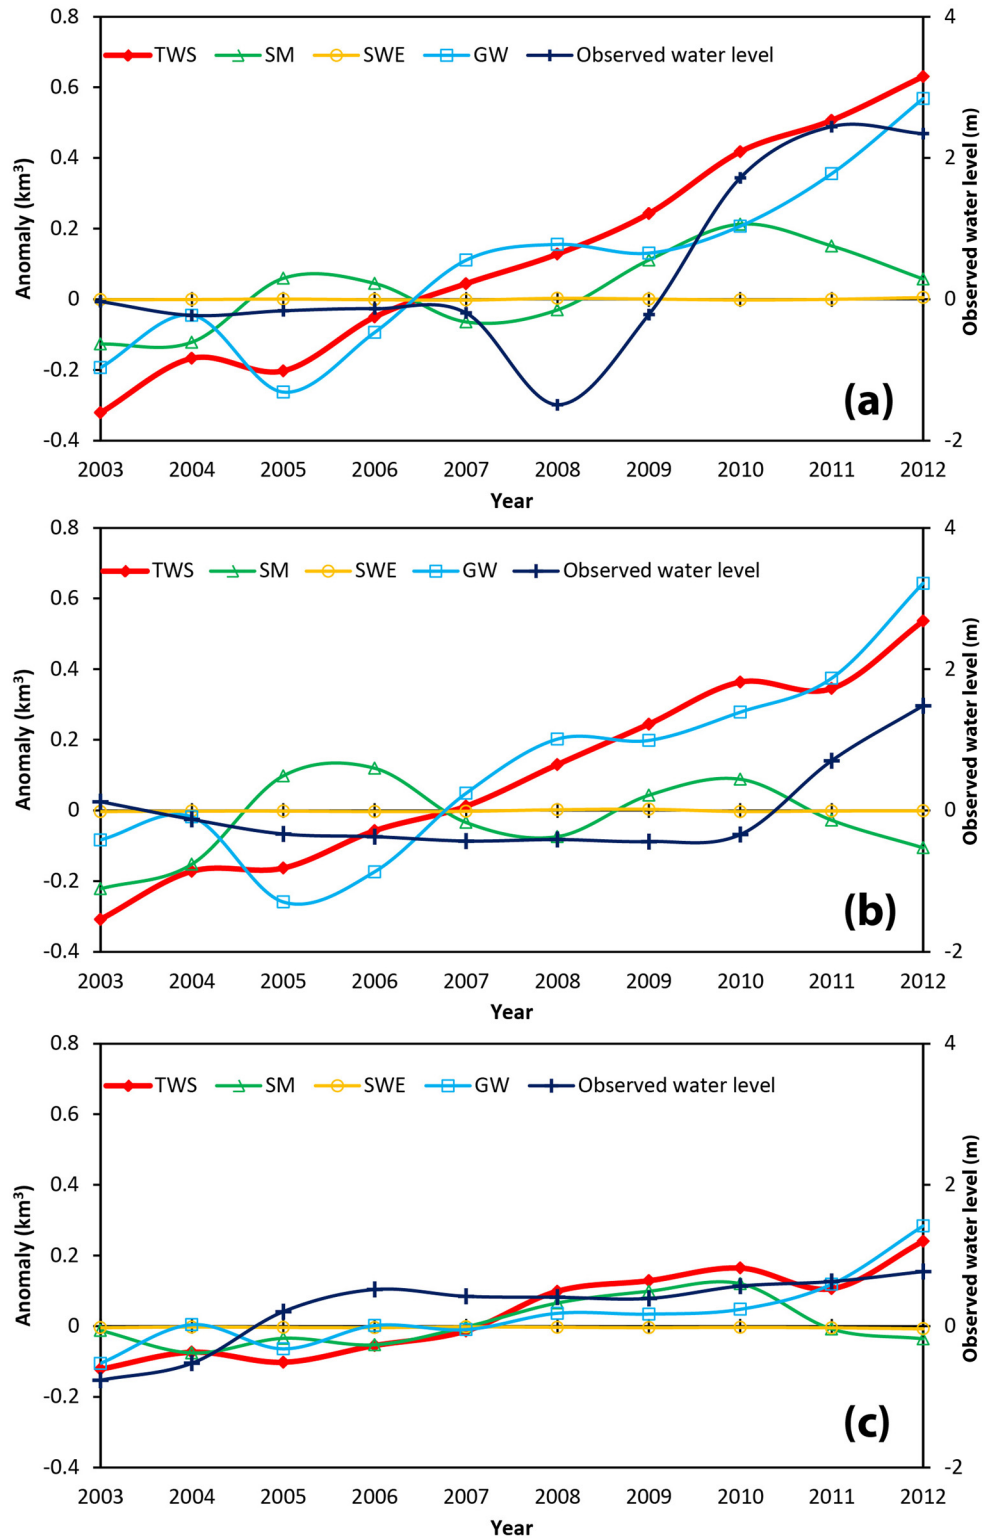 0.8 4
TWS SM SWE GW Observed water level
0.6
0.4 2
0.2
0 0
-0.2
-0.4 -2
Anomaly (km³)
Observed water level (m)
(a)
2003 2004 2005 2006 2007 2008 2009 2010 2011 2012
Year
0.8 4
TWS SM SWE GW Observed water level
0.6
0.4 2
0.2
0 0
-0.2
-0.4 -2
Anomaly (km³)
Observed water level (m)
(b)
2003 2004 2005 2006 2007 2008 2009 2010 2011 2012
Year
0.8 4
TWS SM SWE GW Observed water level
0.6
0.4 2
0.2
0 0
-0.2
-0.4 -2
Anomaly (km³)
Observed water level (m)
(c)
2003 2004 2005 2006 2007 2008 2009 2010 2011 2012
Year